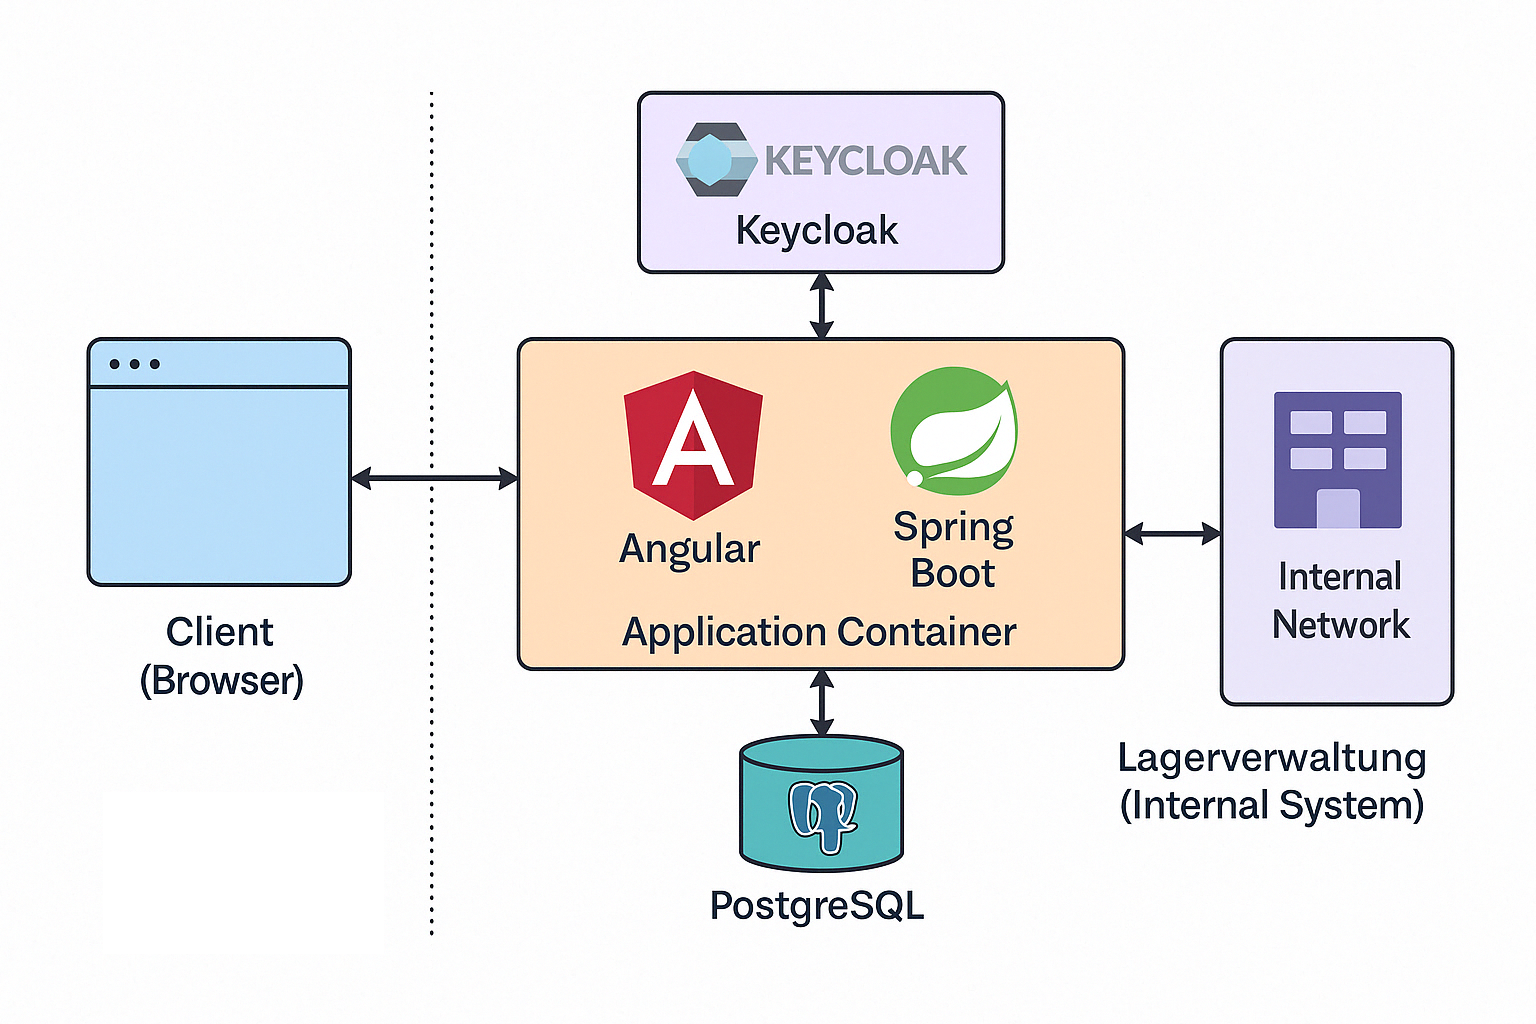 KEYCLOAK
Keycloak
Angular
Spring
Boot
Application Container
Client
(Browser)
Internal
Network
Lagerverwaltung
(Internal System)
PostgreSQL